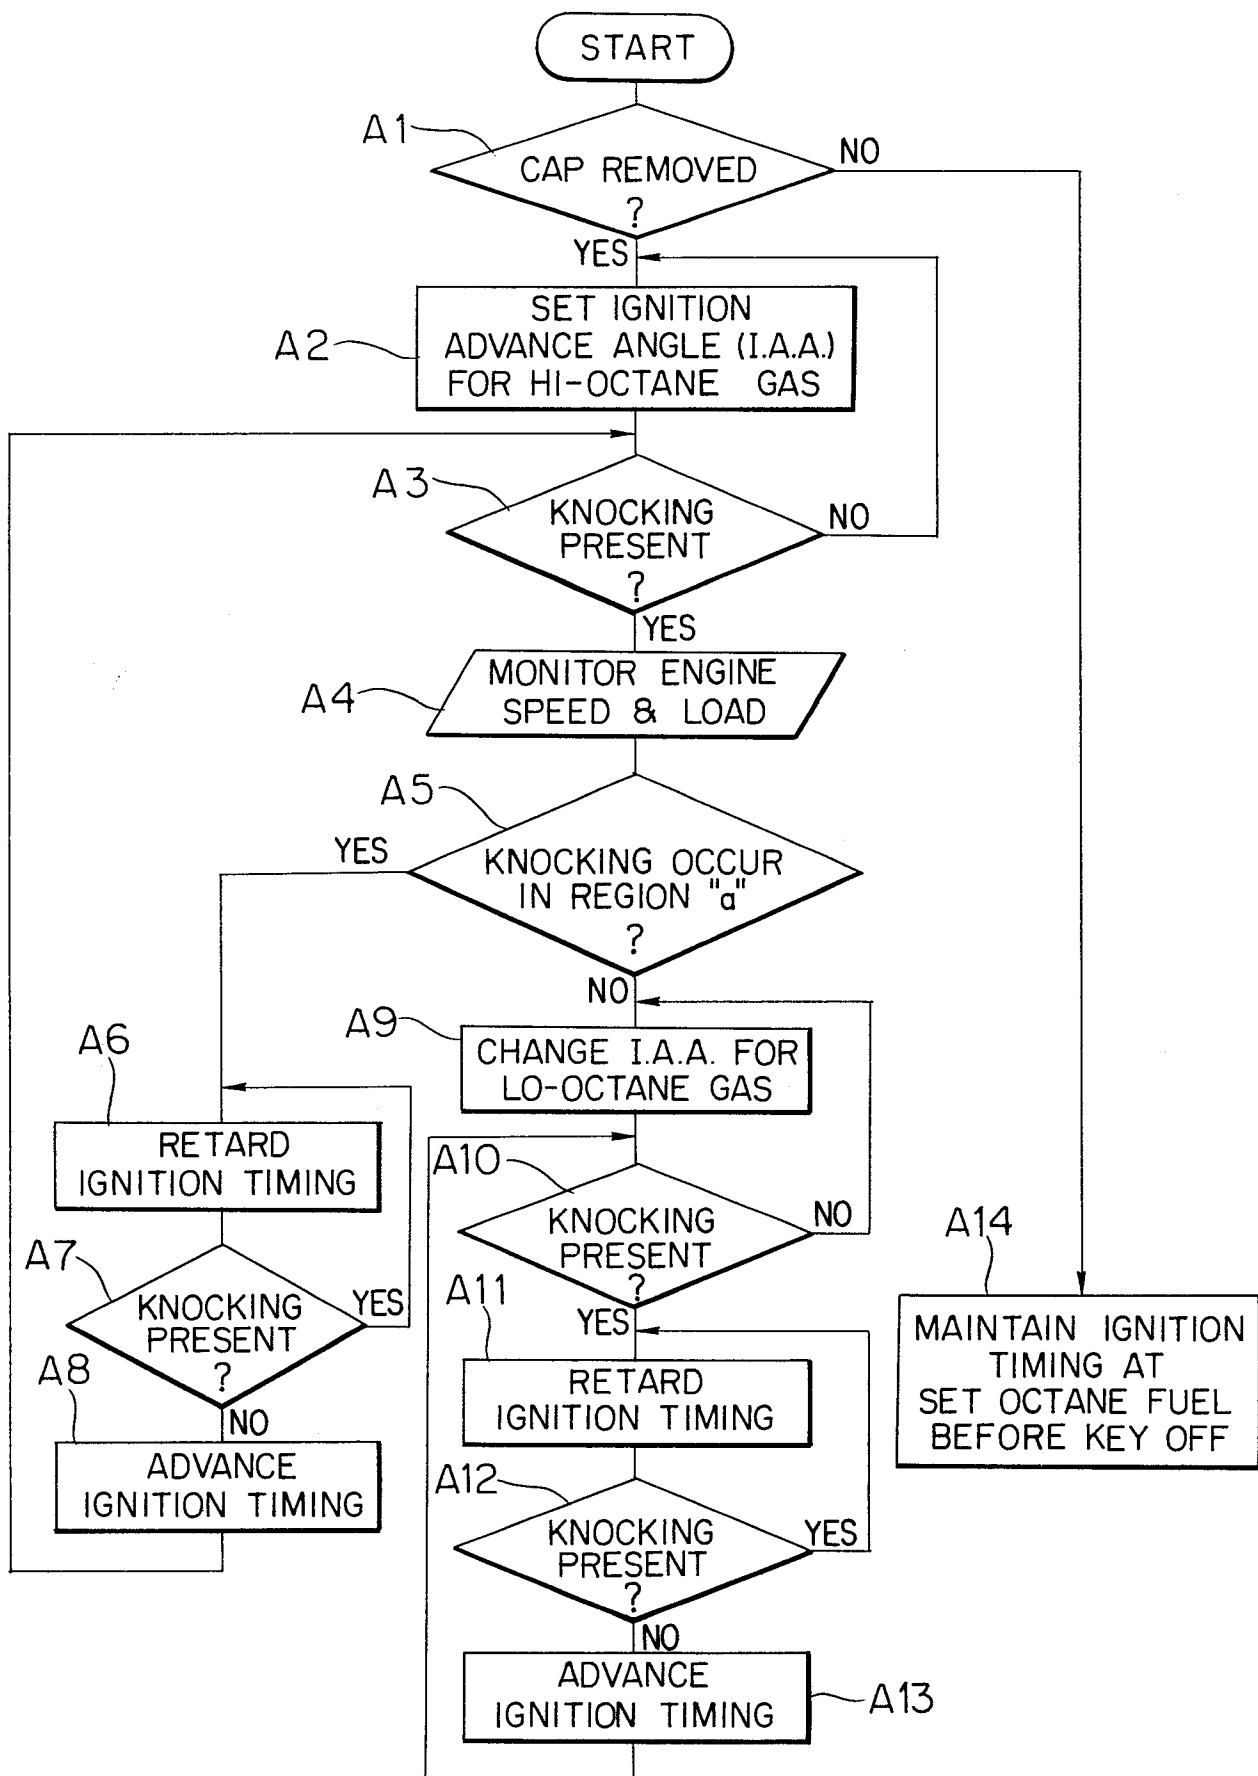 START
A1
CAP REMOVED
?
NO
YES
A2
SET IGNITION
ADVANCE ANGLE (I.A.A.)
FOR HI-OCTANE GAS
A3
KNOCKING
PRESENT
?
NO
YES
A4
MONITOR ENGINE
SPEED & LOAD
A5
YES
KNOCKING OCCUR
IN REGION "a"
?
NO
A6
RETARD
IGNITION TIMING
A7
KNOCKING
PRESENT
?
YES
NO
A8
ADVANCE
IGNITION TIMING
A9
CHANGE I.A.A. FOR
LO-OCTANE GAS
A10
KNOCKING
PRESENT
?
NO
YES
A11
RETARD
IGNITION TIMING
A12
KNOCKING
PRESENT
?
YES
NO
ADVANCE
IGNITION TIMING
A13
A14
MAINTAIN IGNITION
TIMING AT
SET OCTANE FUEL
BEFORE KEY OFF